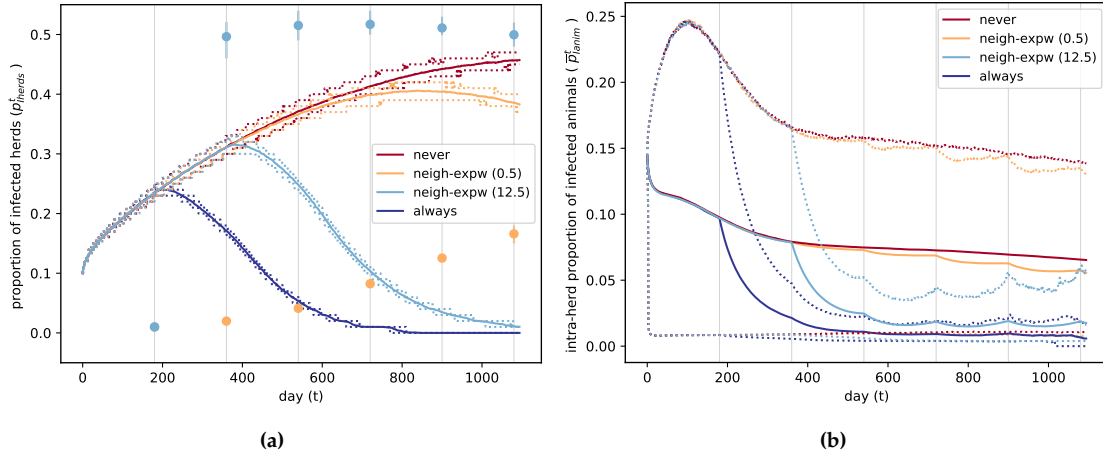 0.5
0.4
0.3
0.2
0.1
0.0
proportion of infected herds (p^t_Iherds )
never
neigh-expw (0.5)
neigh-expw (12.5)
always
0 200 400 600 800 1000
day (t)
(a)
0.25
0.20
0.15
0.10
0.05
0.00
intra-herd proportion of infected animals ( p̅^t_Ianim )
never
neigh-expw (0.5)
neigh-expw (12.5)
always
0 200 400 600 800 1000
day (t)
(b)